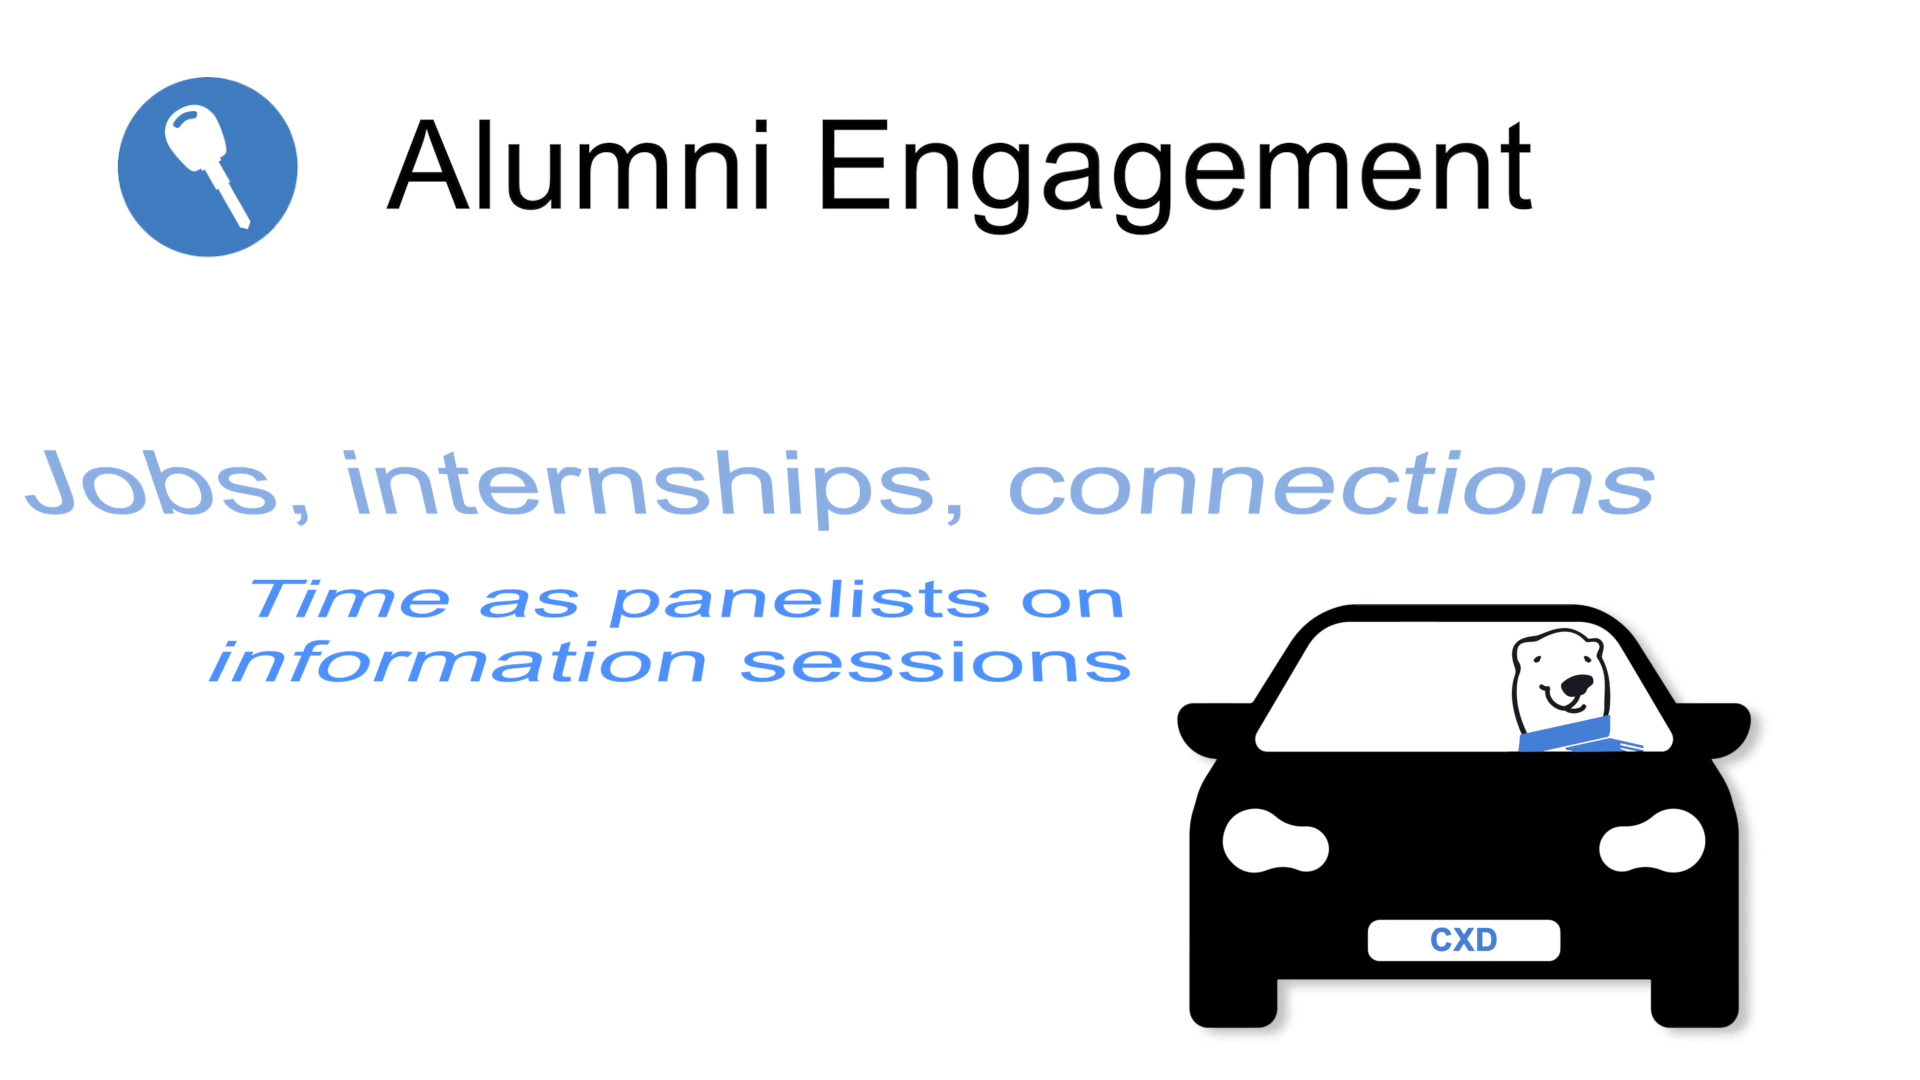 Alumni Engagement
Jobs, internships, connections
Time as panelists on
information sessions
CXD